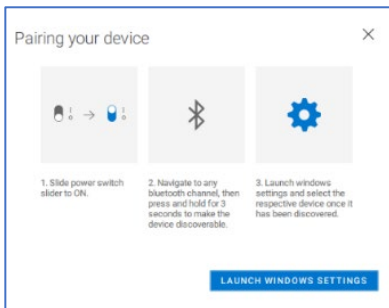 Pairing your device
1. Slide power switch
slider to ON.
2. Navigate to any
bluetooth channel, then
press and hold for 3
seconds to make the
device discoverable.
3. Launch windows
settings and select the
respective device once it
has been discovered.
LAUNCH WINDOWS SETTINGS